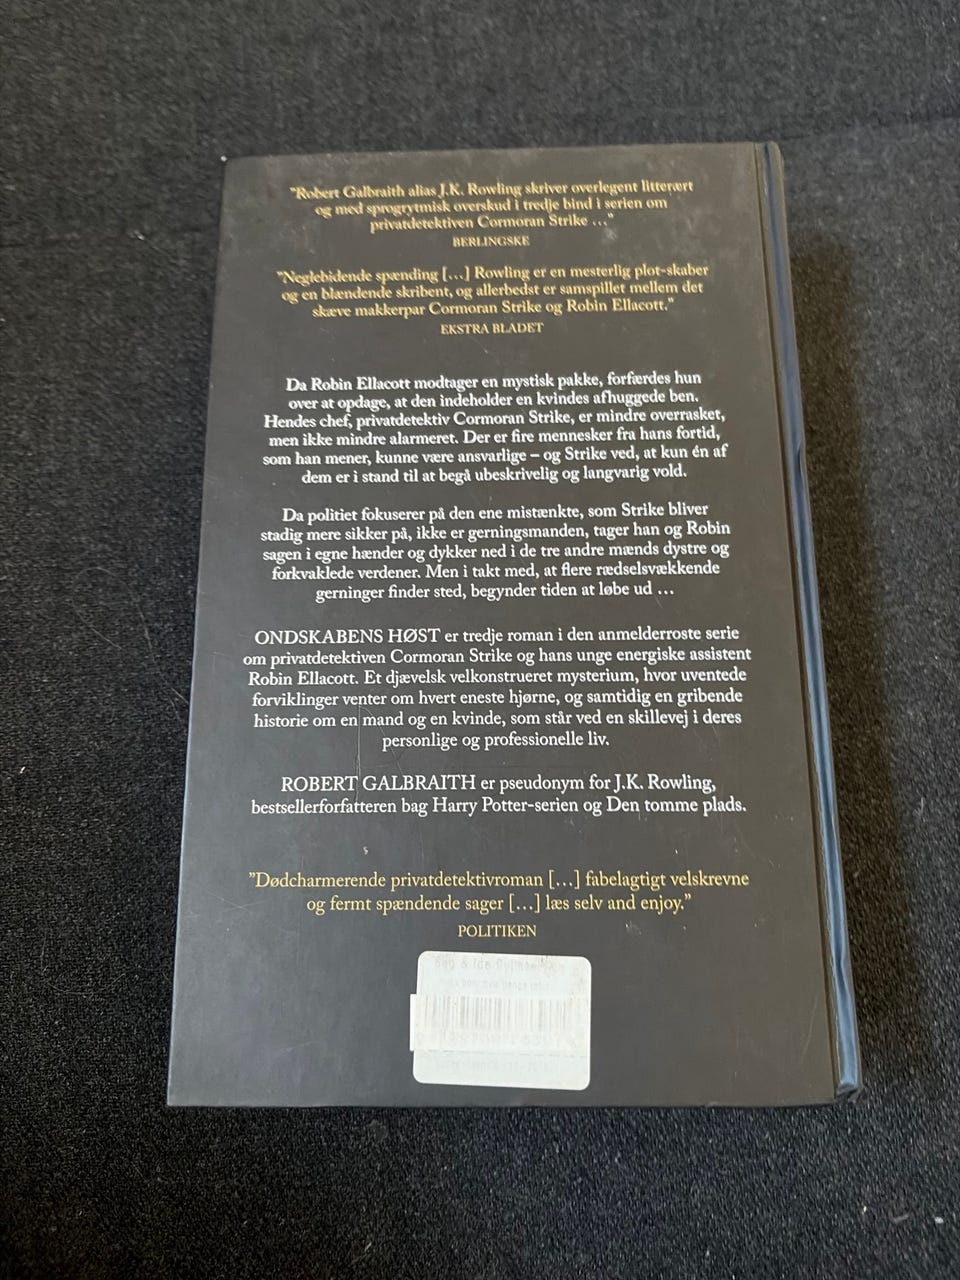 "Robert Galbraith alias J.K. Rowling skriver overlegent litterært
og med sprogrytmisk overskud i tredje bind i serien om
privatdetektiven Cormoran Strike ..."
BERLINGSKE
"Neglebidende spænding [...] Rowling er en mesterlig plot-skaber
og en blændende skribent, og allerbedst er samspillet mellem det
skæve makkerpar Cormoran Strike og Robin Ellacott."
EKSTRA BLADET
Da Robin Ellacott modtager en mystisk pakke, forfærdes hun
over at opdage, at den indeholder en kvindes afhuggede ben.
Hendes chef, privatdetektiv Cormoran Strike, er mindre overrasket,
men ikke mindre alarmeret. Der er fire mennesker fra hans fortid,
som han mener, kunne være ansvarlige – og Strike ved, at kun én af
dem er i stand til at begå ubeskrivelig og langvarig vold.
Da politiet fokuserer på den ene mistænkte, som Strike bliver
stadig mere sikker på, ikke er gerningsmanden, tager han og Robin
sagen i egne hænder og dykker ned i de tre andre mænds dystre og
forkvaklede verdener. Men i takt med, at flere rædselsvækkende
gerninger finder sted, begynder tiden at løbe ud ...
ONDSKABENS HØST er tredje roman i den anmelderroste serie
om privatdetektiven Cormoran Strike og hans unge energiske assistent
Robin Ellacott. Et djævelsk velkonstrueret mysterium, hvor uventede
forviklinger venter om hvert eneste hjørne, og samtidig en gribende
historie om en mand og en kvinde, som står ved en skillevej i deres
personlige og professionelle liv.
ROBERT GALBRAITH er pseudonym for J.K. Rowling,
bestsellerforfatteren bag Harry Potter-serien og Den tomme plads.
"Dødcharmerende privatdetektivroman [...] fabelagtigt velskrevne
og fermt spændende sager [...] læs selv and enjoy."
POLITIKEN